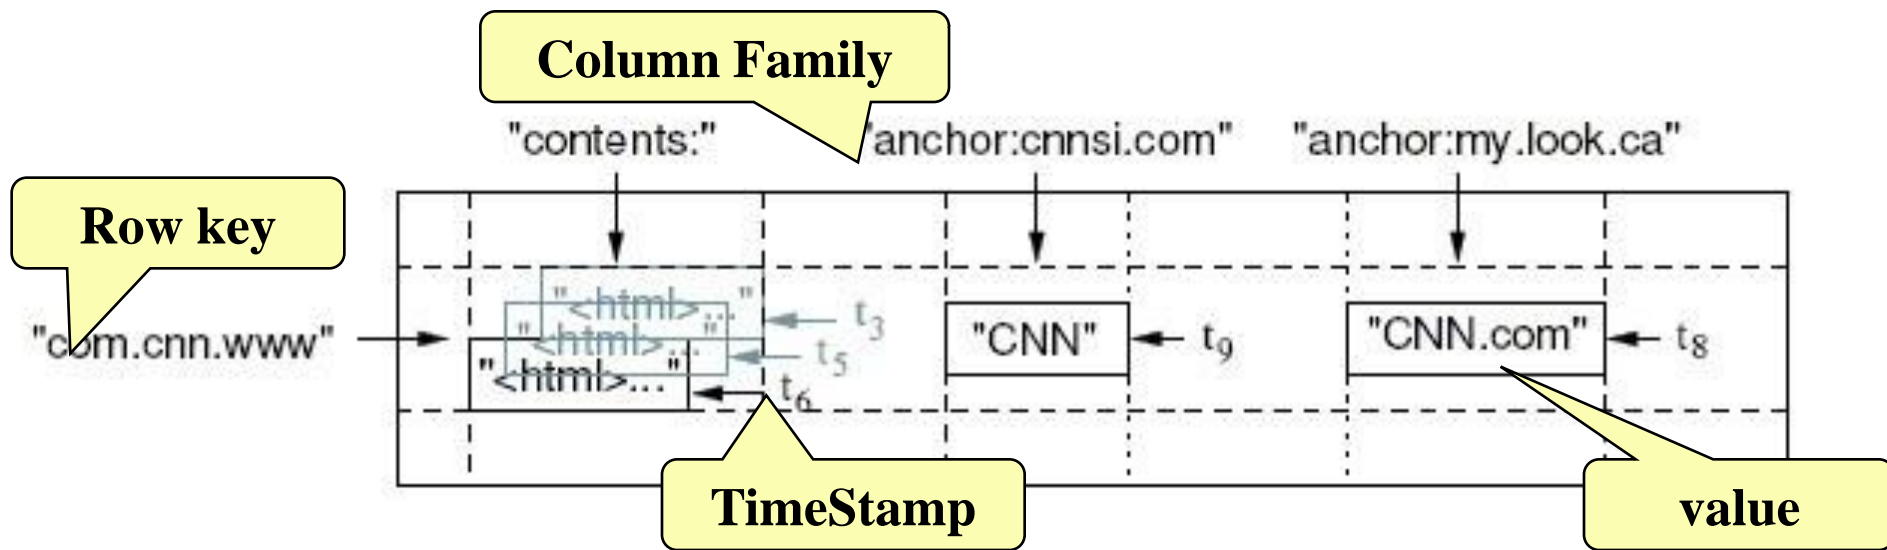 Column Family
"contents:" "anchor:cnnsi.com" "anchor:my.look.ca"
Row key
"<html>..." t3
"com.cnn.www" "<html>..." t5 "CNN" t9 "CNN.com" t8
"<html>..." t6
TimeStamp value